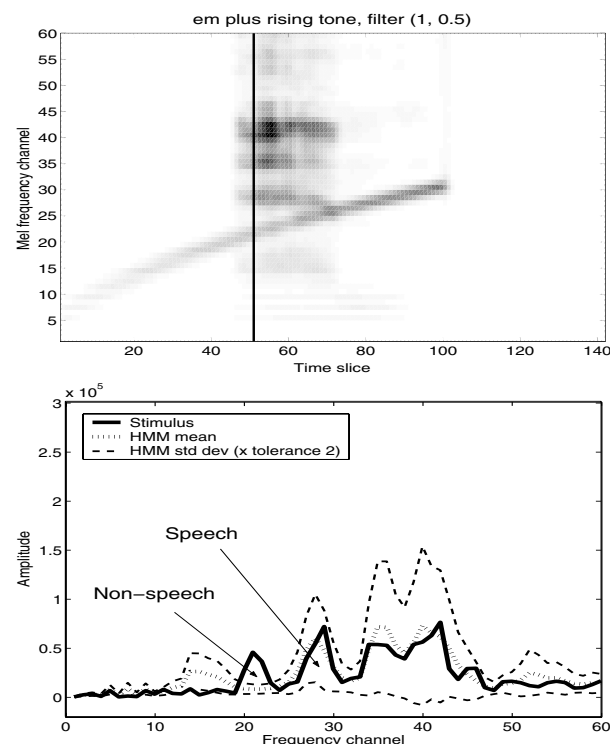 em plus rising tone, filter (1, 0.5)
60
55
50
45
40
35
30
25
20
15
10
5
Mel frequency channel
20 40 60 80 100 120 140
Time slice
x 10^5
3
2.5
2
1.5
1
0.5
0
Amplitude
Stimulus
HMM mean
HMM std dev (x tolerance 2)
Speech
Non-speech
0 10 20 30 40 50 60
Frequency channel